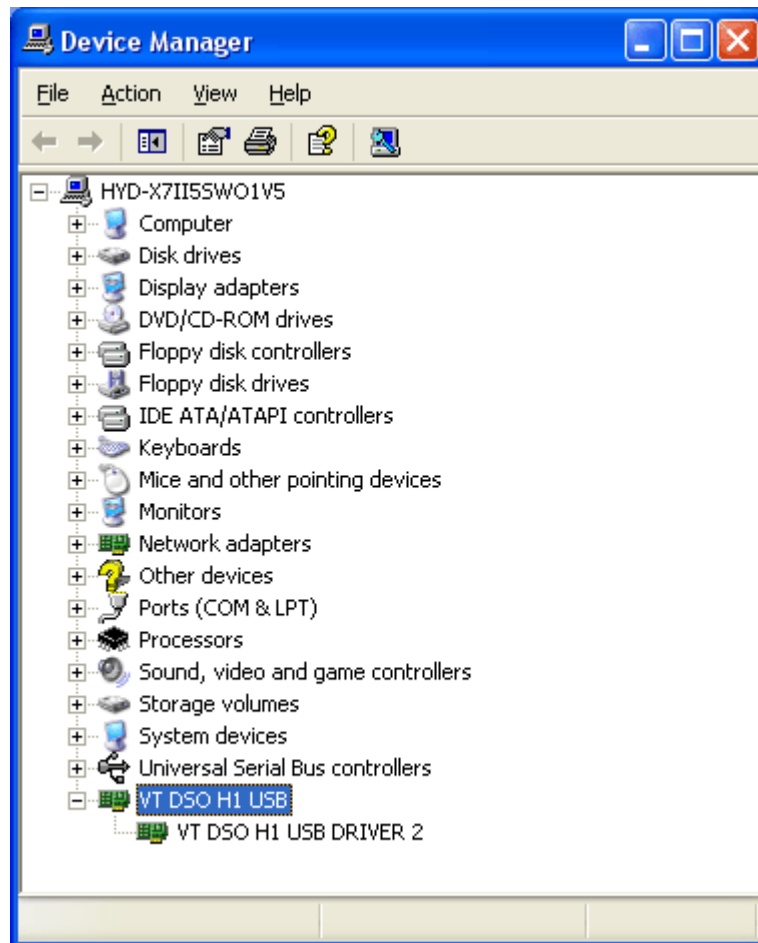 Device Manager
File Action View Help
HYD-X7II5SWO1V5
Computer
Disk drives
Display adapters
DVD/CD-ROM drives
Floppy disk controllers
Floppy disk drives
IDE ATA/ATAPI controllers
Keyboards
Mice and other pointing devices
Monitors
Network adapters
Other devices
Ports (COM & LPT)
Processors
Sound, video and game controllers
Storage volumes
System devices
Universal Serial Bus controllers
VT DSO H1 USB
VT DSO H1 USB DRIVER 2